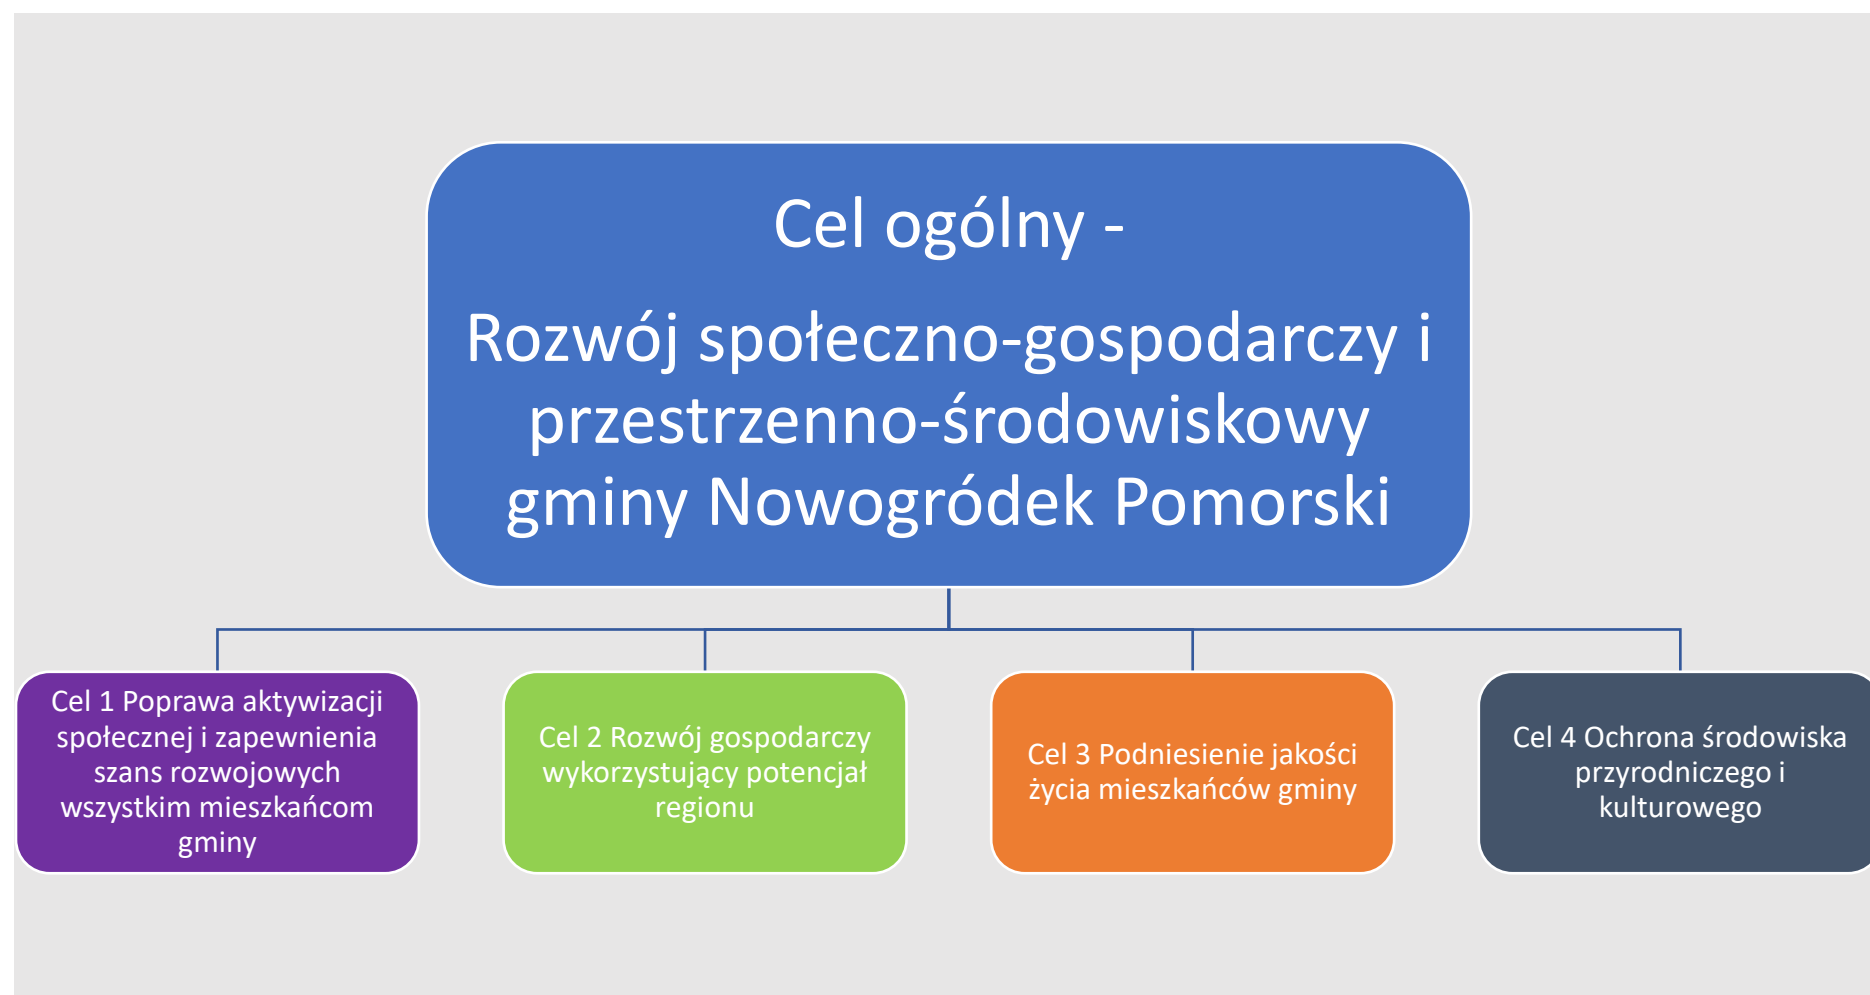 Cel ogólny -
Rozwój społeczno-gospodarczy i
przestrzenno-środowiskowy
gminy Nowogródek Pomorski
Cel 1 Poprawa aktywizacji
społecznej i zapewnienia
szans rozwojowych
wszystkim mieszkańcom
gminy
Cel 2 Rozwój gospodarczy
wykorzystujący potencjał
regionu
Cel 3 Podniesienie jakości
życia mieszkańców gminy
Cel 4 Ochrona środowiska
przyrodniczego i
kulturowego